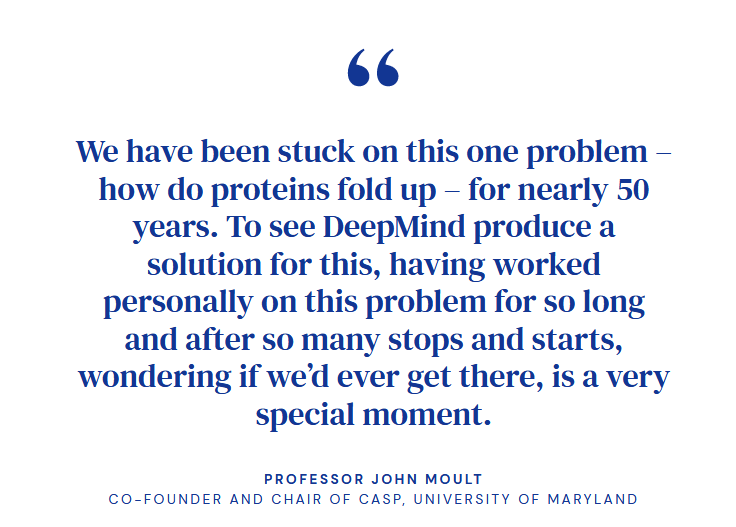 “
We have been stuck on this one problem –
how do proteins fold up – for nearly 50
years. To see DeepMind produce a
solution for this, having worked
personally on this problem for so long
and after so many stops and starts,
wondering if we’d ever get there, is a very
special moment.
PROFESSOR JOHN MOULT
CO-FOUNDER AND CHAIR OF CASP, UNIVERSITY OF MARYLAND